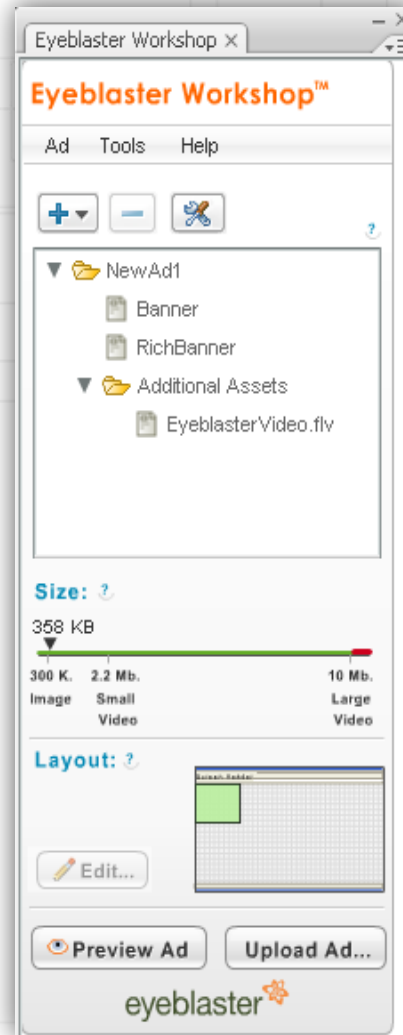 Eyeblaster Workshop ×
Eyeblaster Workshop™
Ad Tools Help
?
NewAd1
Banner
RichBanner
Additional Assets
EyeblasterVideo.flv
Size: ?
358 KB
300 K. 2.2 Mb. 10 Mb.
Image Small Large
Video Video
Layout: ?
Edit...
Preview Ad Upload Ad...
eyeblaster